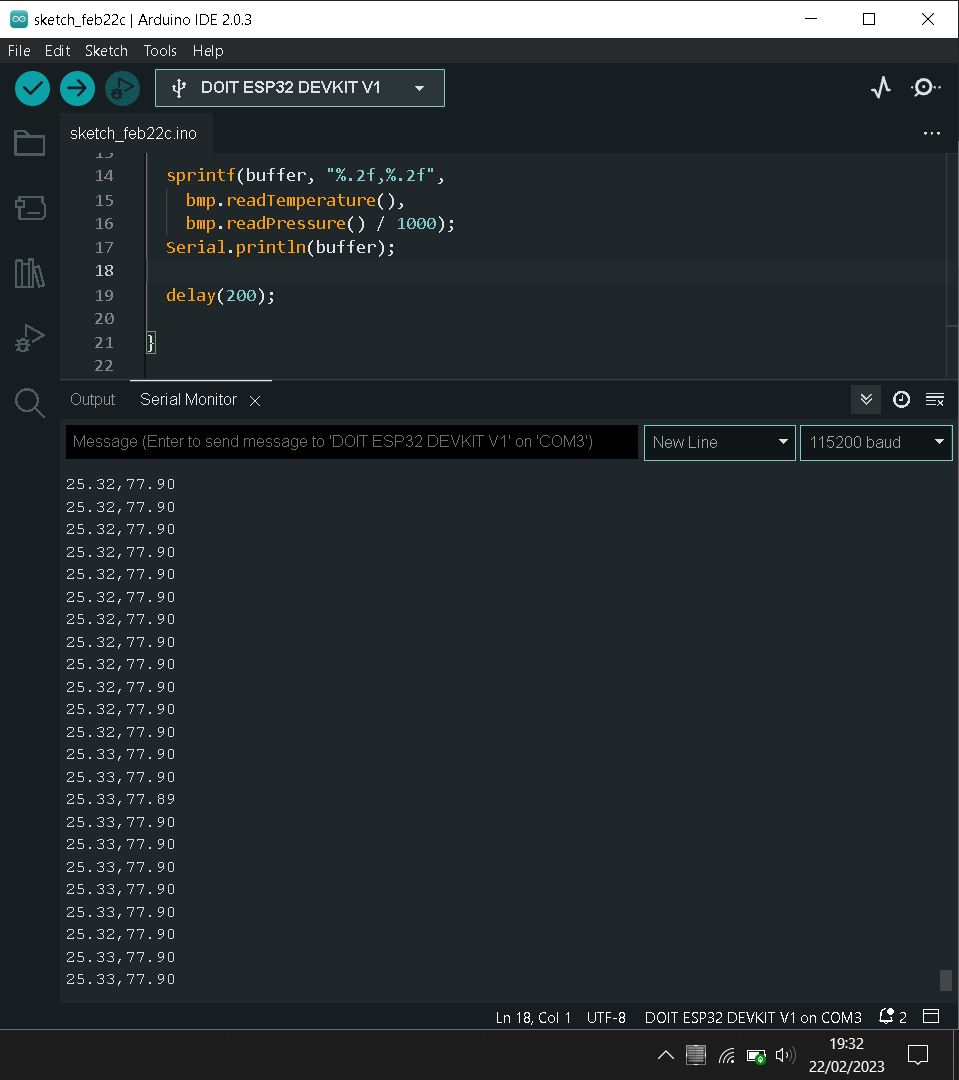 sketch_feb22c | Arduino IDE 2.0.3
File Edit Sketch Tools Help
DOIT ESP32 DEVKIT V1
sketch_feb22c.ino
13
14 sprintf(buffer, "%.2f,%.2f",
15 bmp.readTemperature(),
16 bmp.readPressure() / 1000);
17 Serial.println(buffer);
18
19 delay(200);
20
21 }
22
Output Serial Monitor
Message (Enter to send message to 'DOIT ESP32 DEVKIT V1' on 'COM3') New Line 115200 baud
25.32,77.90
25.32,77.90
25.32,77.90
25.32,77.90
25.32,77.90
25.32,77.90
25.32,77.90
25.32,77.90
25.32,77.90
25.32,77.90
25.32,77.90
25.32,77.90
25.33,77.90
25.33,77.90
25.33,77.89
25.33,77.90
25.33,77.90
25.33,77.90
25.33,77.90
25.33,77.90
25.32,77.90
25.33,77.90
25.33,77.90
Ln 18, Col 1 UTF-8 DOIT ESP32 DEVKIT V1 on COM3 2
19:32
22/02/2023